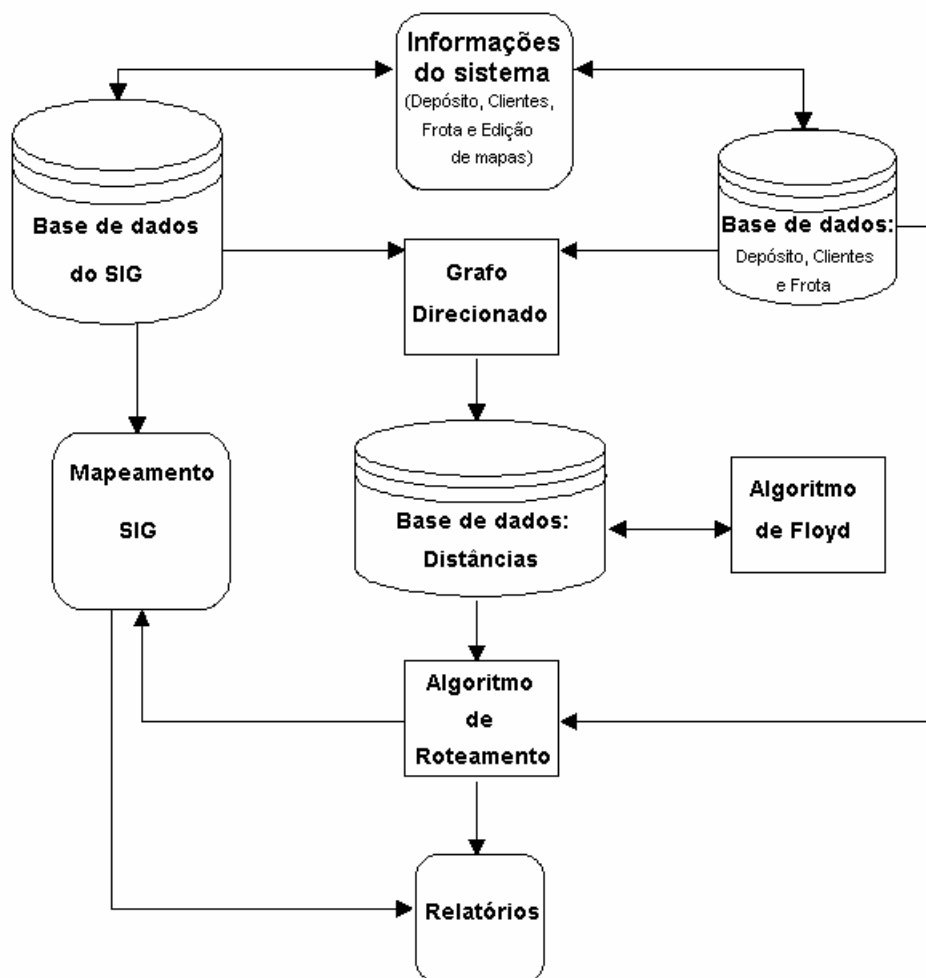 Informações
do sistema
(Depósito, Clientes,
Frota e Edição
de mapas)
Base de dados
do SIG
Base de dados:
Depósito, Clientes
e Frota
Grafo
Direcionado
Mapeamento
SIG
Base de dados:
Distâncias
Algoritmo
de Floyd
Algoritmo
de
Roteamento
Relatórios